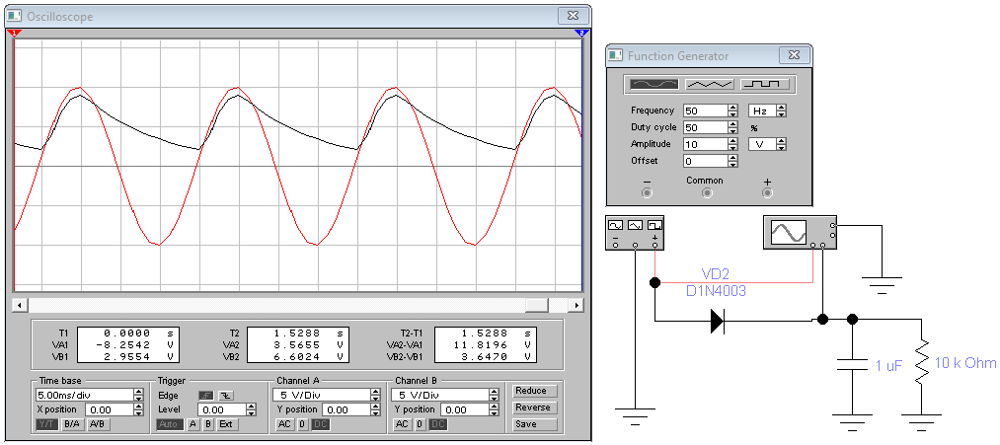 Oscilloscope
1
2
T1 0.0000 s
VA1 -8.2542 V
VB1 2.9554 V
T2 1.5288 s
VA2 3.5655 V
VB2 6.6024 V
T2-T1 1.5288 s
VA2-VA1 11.8196 V
VB2-VB1 3.6470 V
Time base
5.00ms/div
X position 0.00
Y/T B/A A/B
Trigger
Edge
Level 0.00
Auto A B Ext
Channel A
5 V/Div
Y position 0.00
AC 0 DC
Channel B
5 V/Div
Y position 0.00
AC 0 DC
Reduce
Reverse
Save
Function Generator
Frequency 50 Hz
Duty cycle 50 %
Amplitude 10 V
Offset 0
− Common +
− +
VD2
D1N4003
1 uF
10 k Ohm